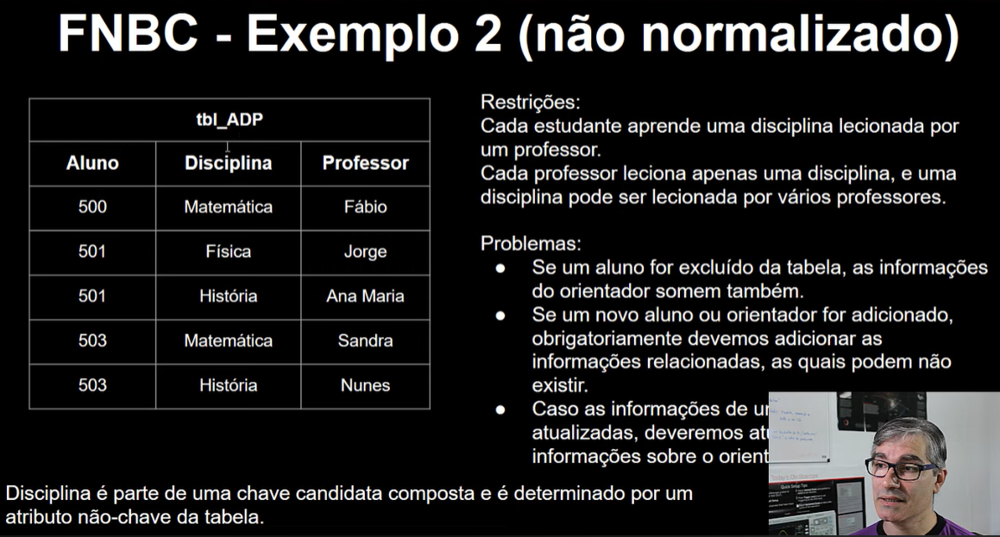 FNBC - Exemplo 2 (não normalizado)
tbl_ADP
Aluno Disciplina Professor
500 Matemática Fábio
501 Física Jorge
501 História Ana Maria
503 Matemática Sandra
503 História Nunes
Restrições:
Cada estudante aprende uma disciplina lecionada por
um professor.
Cada professor leciona apenas uma disciplina, e uma
disciplina pode ser lecionada por vários professores.
Problemas:
● Se um aluno for excluído da tabela, as informações
do orientador somem também.
● Se um novo aluno ou orientador for adicionado,
obrigatoriamente devemos adicionar as
informações relacionadas, as quais podem não
existir.
● Caso as informações de
atualizadas, deveremos
informações sobre o
Disciplina é parte de uma chave candidata composta e é determinado por um
atributo não-chave da tabela.
Today's Oscilloscope
Quick Setup Tips